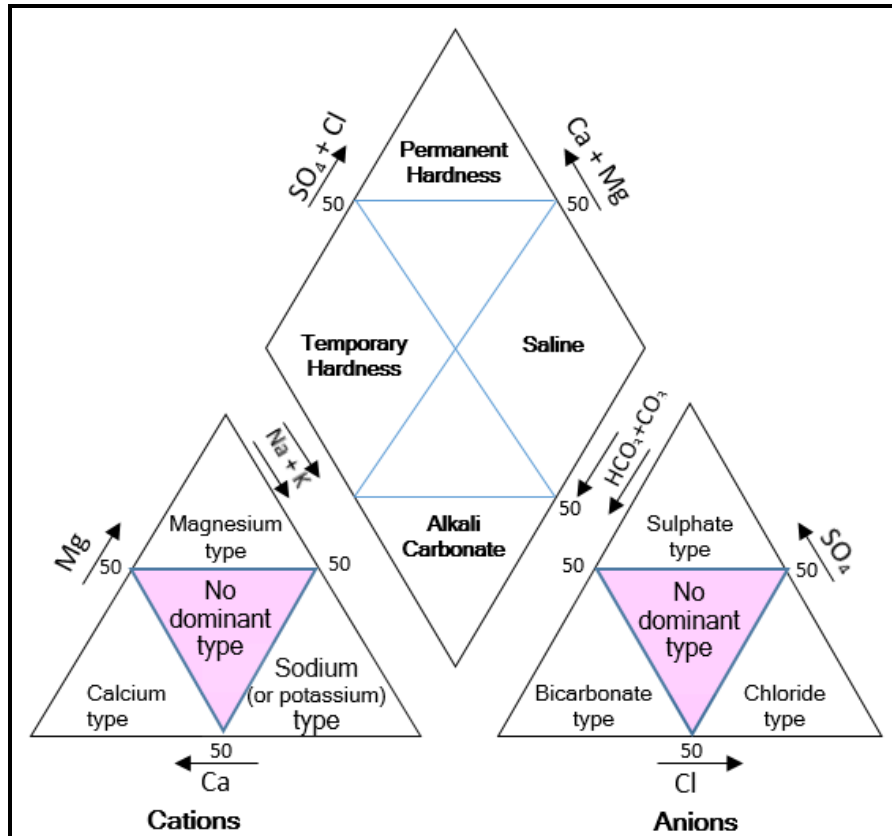 SO₄ + Cl
Ca + Mg
Permanent
Hardness
50
50
Temporary
Hardness
Saline
Na + K
HCO₃+CO₃
50
Alkali
Carbonate
Mg
50
Magnesium
type
50
50
Sulphate
type
50
SO₄
No
dominant
type
No
dominant
type
Calcium
type
Sodium
(or potassium)
type
Bicarbonate
type
Chloride
type
50
Ca
50
Cl
Cations
Anions